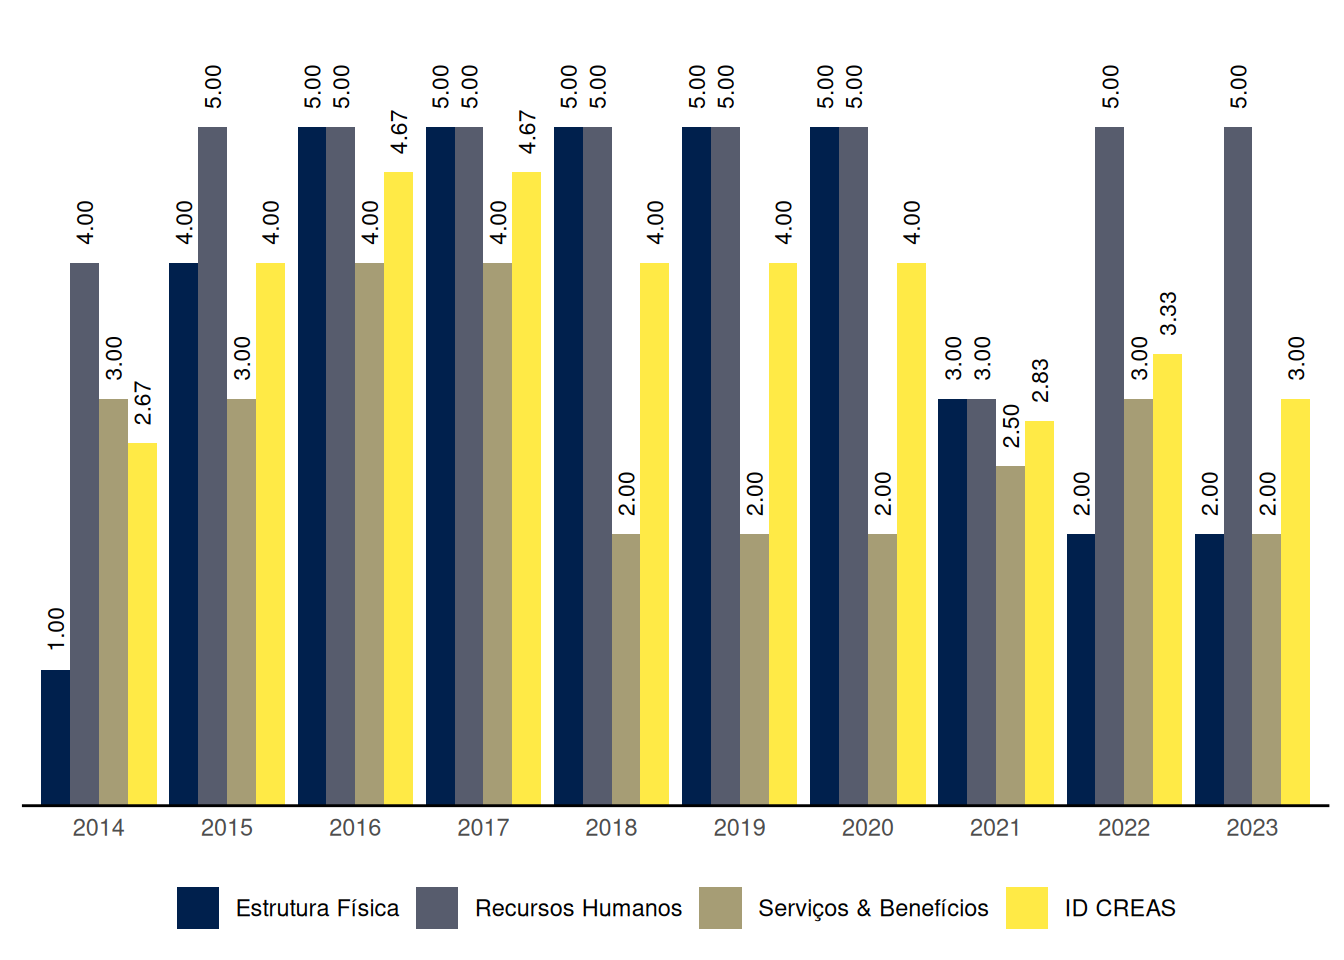 1.00 4.00 3.00 2.67
4.00 5.00 3.00 4.00
5.00 5.00 4.00 4.67
5.00 5.00 4.00 4.67
5.00 5.00 2.00 4.00
5.00 5.00 2.00 4.00
5.00 5.00 2.00 4.00
3.00 3.00 2.50 2.83
2.00 5.00 3.00 3.33
2.00 5.00 2.00 3.00
2014 2015 2016 2017 2018 2019 2020 2021 2022 2023
Estrutura Física Recursos Humanos Serviços & Benefícios ID CREAS